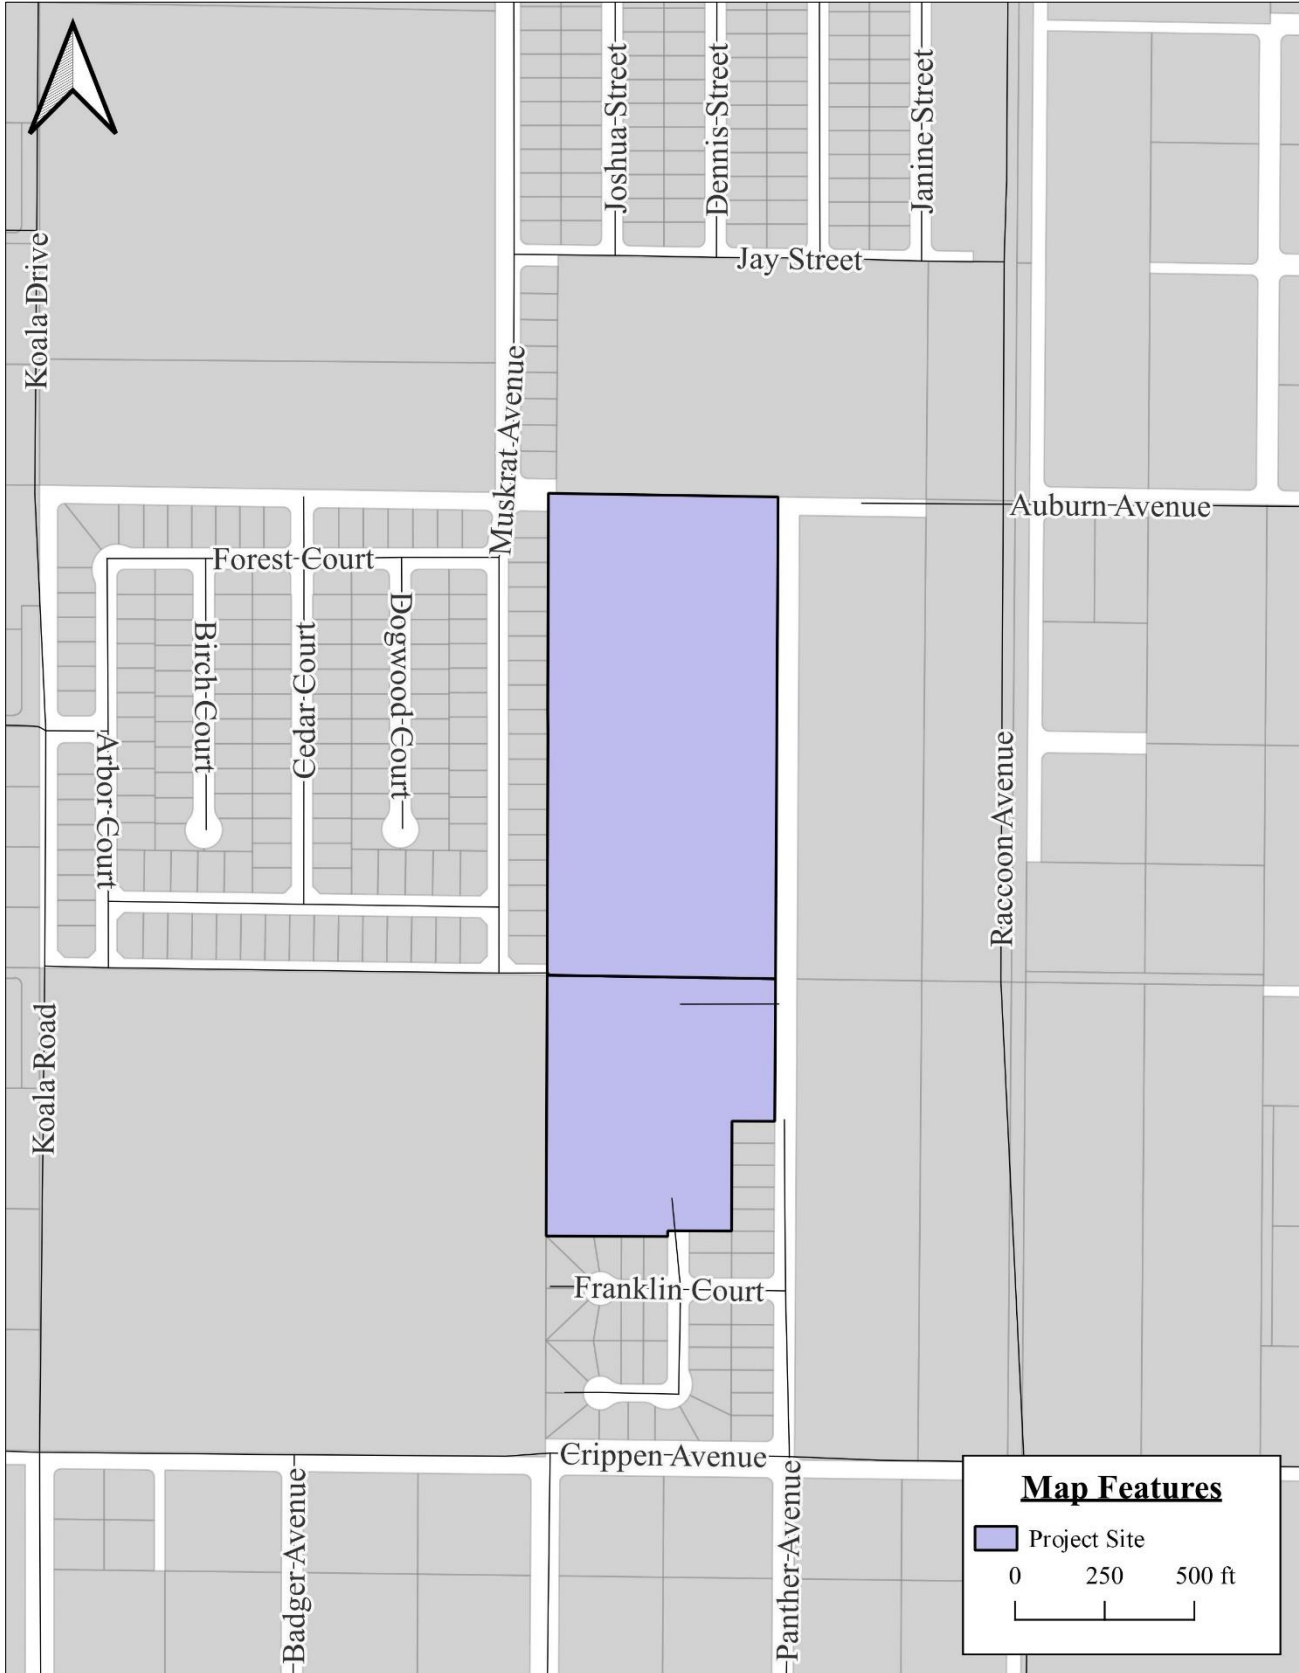 Joshua Street
Dennis Street
Janine Street
Koala Drive
Jay Street
Muskrat Avenue
Auburn Avenue
Forest Court
Birch Court
Cedar Court
Dogwood Court
Arbor Court
Raccoon Avenue
Koala Road
Franklin Court
Crippen Avenue
Badger Avenue
Panther Avenue
Map Features
Project Site
0 250 500 ft